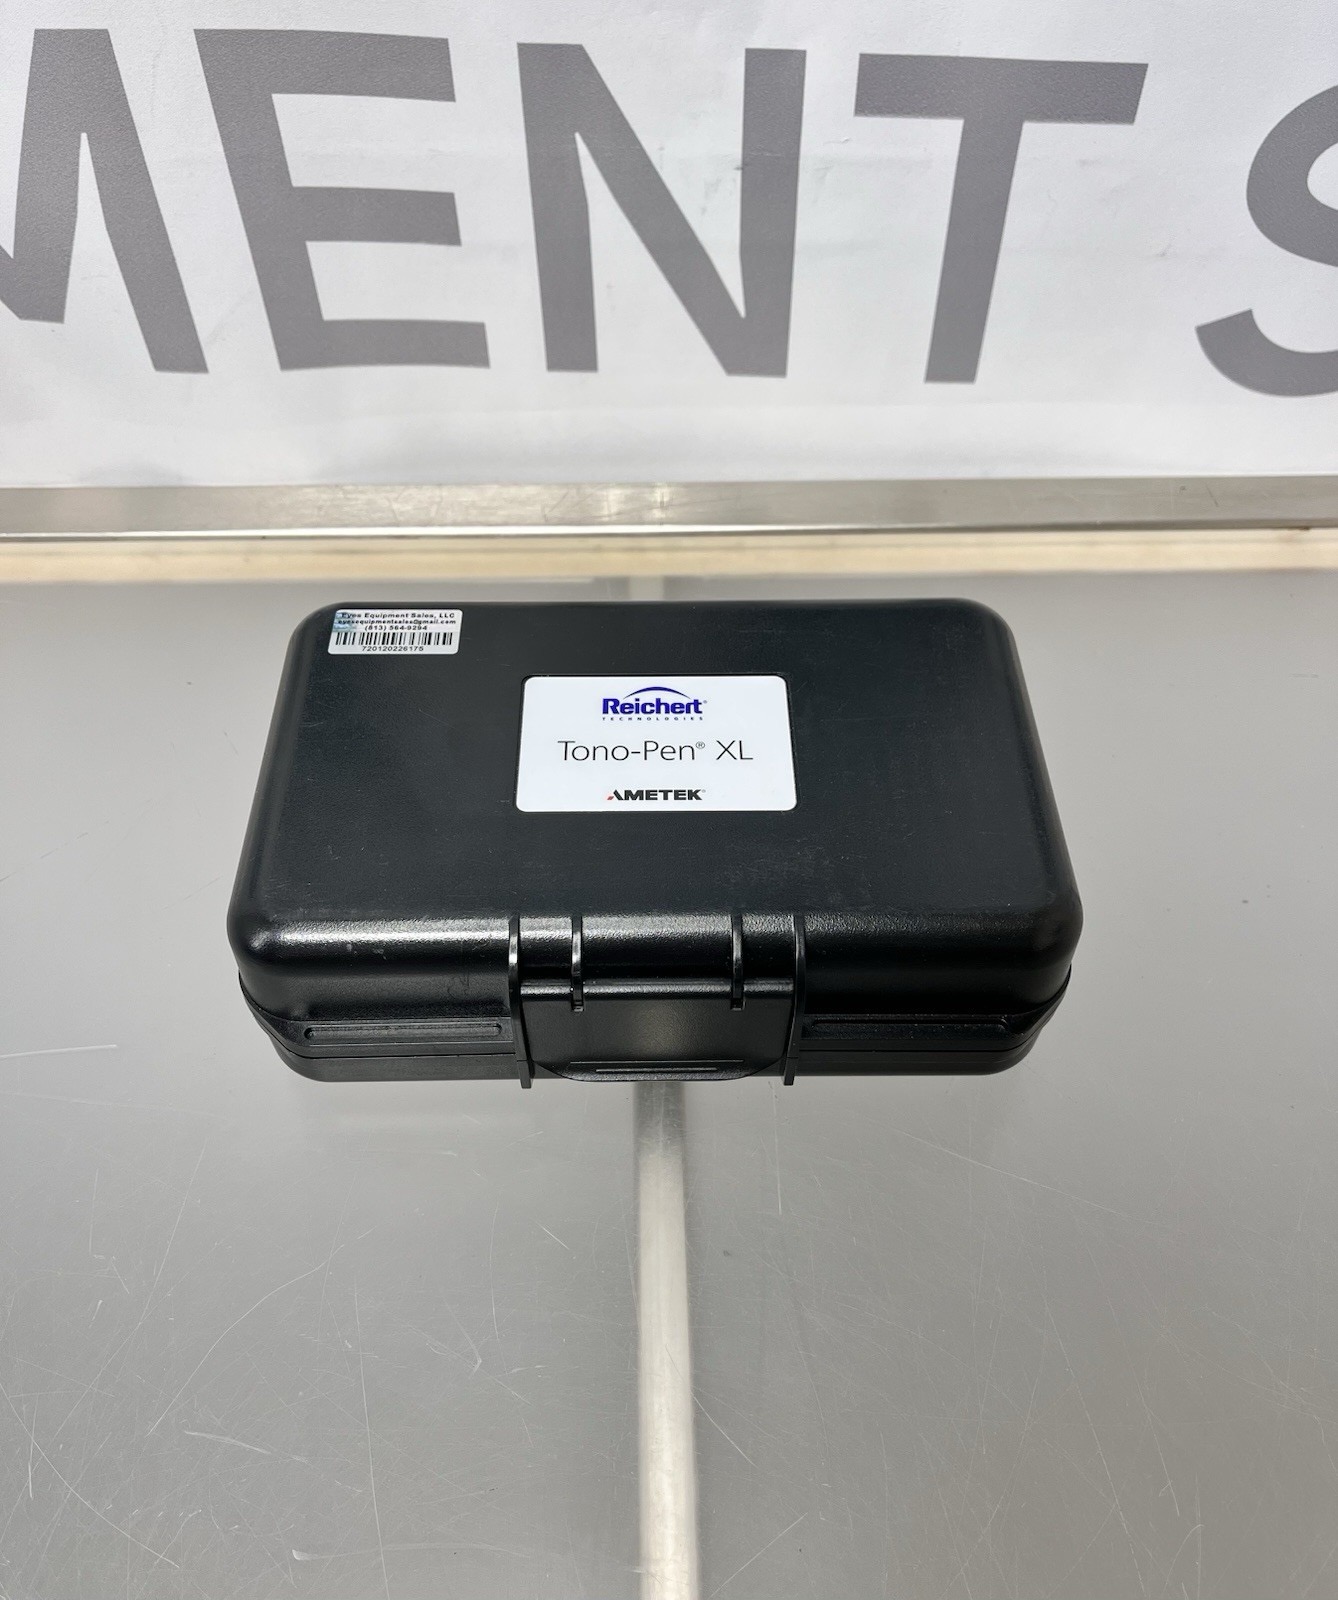 MENT S
Eyes Equipment Sales, LLC
eyesequipmentsales@gmail.com
(813) 564-9294
720120226175
Reichert®
TECHNOLOGIES
Tono-Pen® XL
AMETEK®